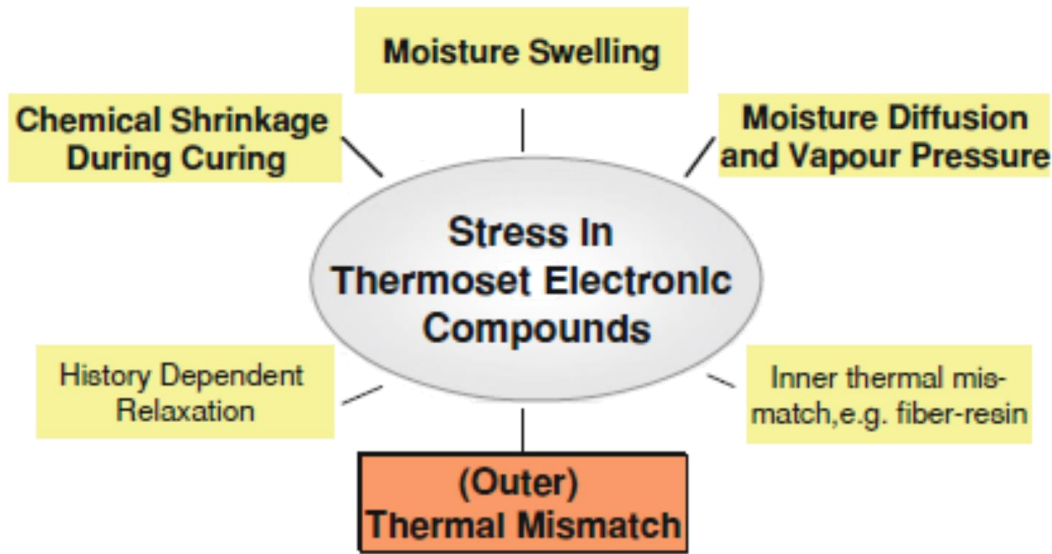 Moisture Swelling
Chemical Shrinkage
During Curing
Moisture Diffusion
and Vapour Pressure
Stress In
Thermoset Electronic
Compounds
History Dependent
Relaxation
Inner thermal mis-
match,e.g. fiber-resin
(Outer)
Thermal Mismatch